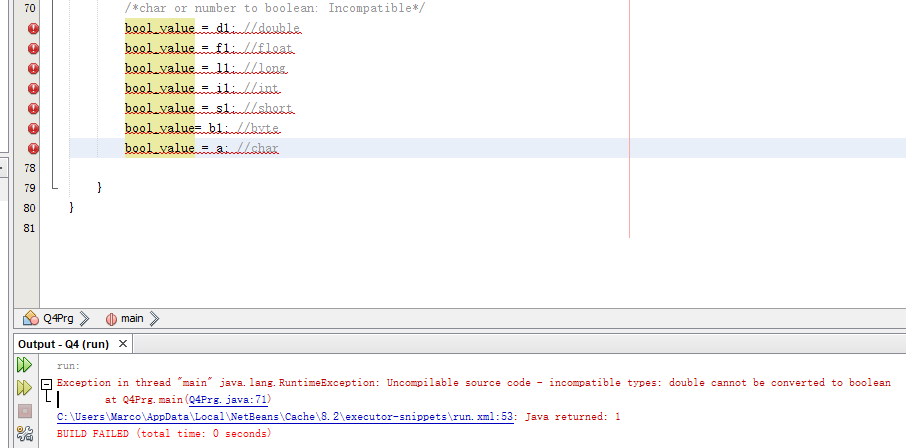 70 /*char or number to boolean: Incompatible*/
bool_value = d1; //double
bool_value = f1; //float
bool_value = l1; //long
bool_value = i1; //int
bool_value = s1; //short
bool_value= b1; //byte
bool_value = a; //char
78
79 }
80 }
81
Q4Prg main
Output - Q4 (run) ×
run:
Exception in thread "main" java.lang.RuntimeException: Uncompilable source code - incompatible types: double cannot be converted to boolean
at Q4Prg.main(Q4Prg.java:71)
C:\Users\Marco\AppData\Local\NetBeans\Cache\8.2\executor-snippets\run.xml:53: Java returned: 1
BUILD FAILED (total time: 0 seconds)